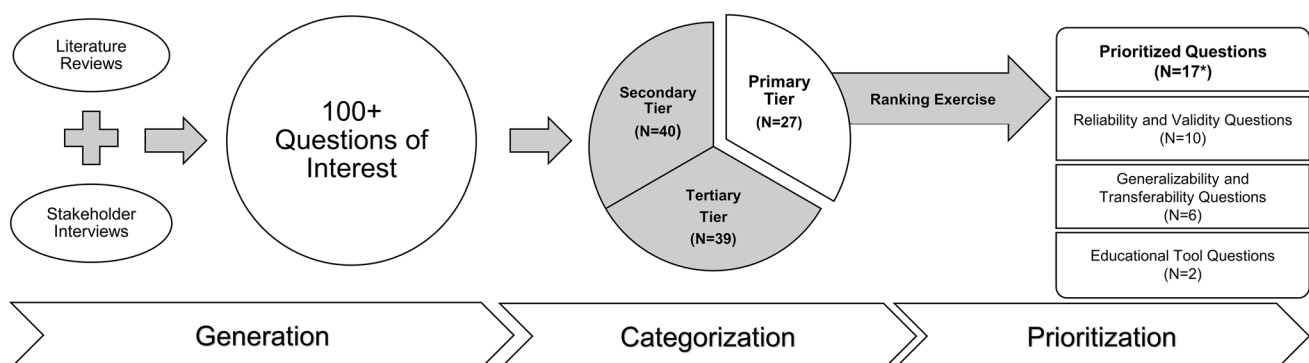 Literature
Reviews
Stakeholder
Interviews
100+
Questions of
Interest
Secondary
Tier
(N=40)
Primary
Tier
(N=27)
Tertiary
Tier
(N=39)
Ranking Exercise
Prioritized Questions
(N=17*)
Reliability and Validity Questions
(N=10)
Generalizability and
Transferability Questions
(N=6)
Educational Tool Questions
(N=2)
Generation
Categorization
Prioritization